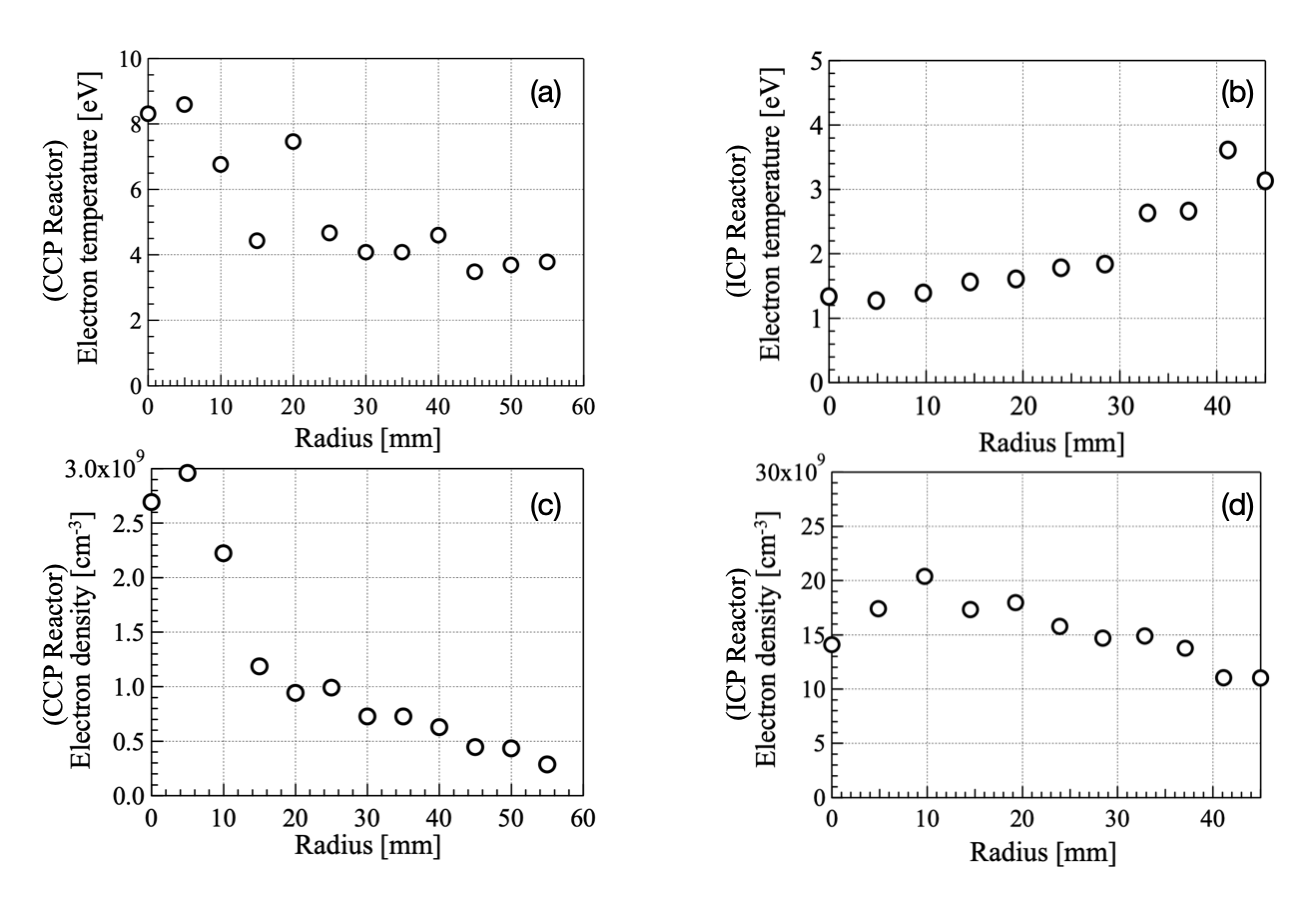 (a)
(CCP Reactor)
Electron temperature [eV]
10
8
6
4
2
0
0 10 20 30 40 50 60
Radius [mm]
(b)
(ICP Reactor)
Electron temperature [eV]
5
4
3
2
1
0
0 10 20 30 40
Radius [mm]
(c)
(CCP Reactor)
Electron density [cm⁻³]
3.0x10⁹
2.5
2.0
1.5
1.0
0.5
0.0
0 10 20 30 40 50 60
Radius [mm]
(d)
(ICP Reactor)
Electron density [cm⁻³]
30x10⁹
25
20
15
10
5
0
0 10 20 30 40
Radius [mm]